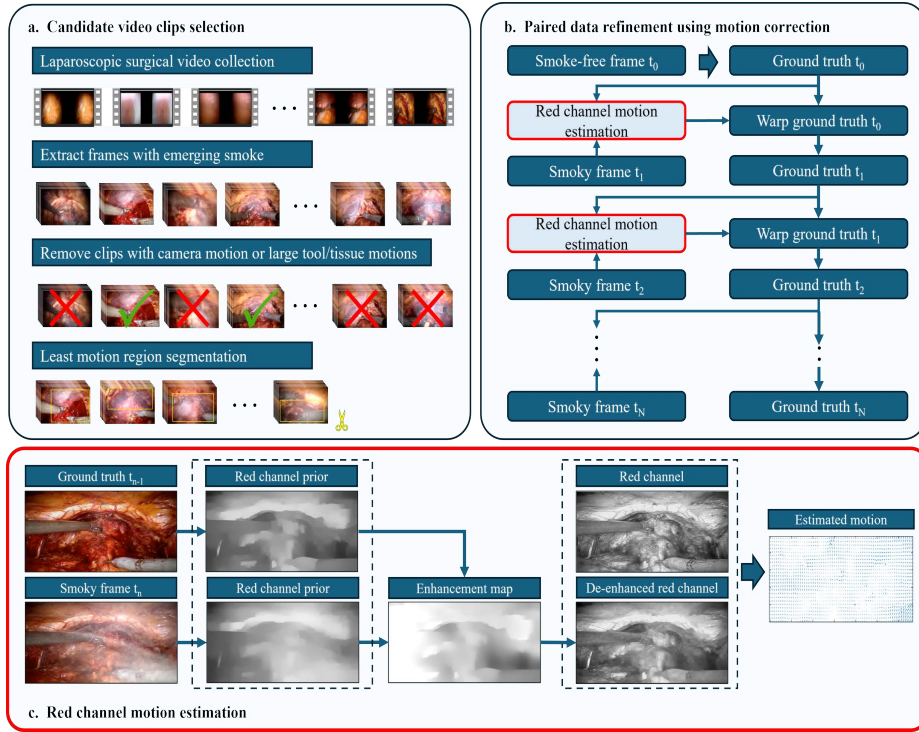 a. Candidate video clips selection
Laparoscopic surgical video collection
Extract frames with emerging smoke
Remove clips with camera motion or large tool/tissue motions
Least motion region segmentation
b. Paired data refinement using motion correction
Smoke-free frame t0
Ground truth t0
Red channel motion
estimation
Warp ground truth t0
Smoky frame t1
Ground truth t1
Red channel motion
estimation
Warp ground truth t1
Smoky frame t2
Ground truth t2
Smoky frame tN
Ground truth tN
Ground truth tn-1
Red channel prior
Red channel
Estimated motion
Smoky frame tn
Red channel prior
Enhancement map
De-enhanced red channel
c. Red channel motion estimation